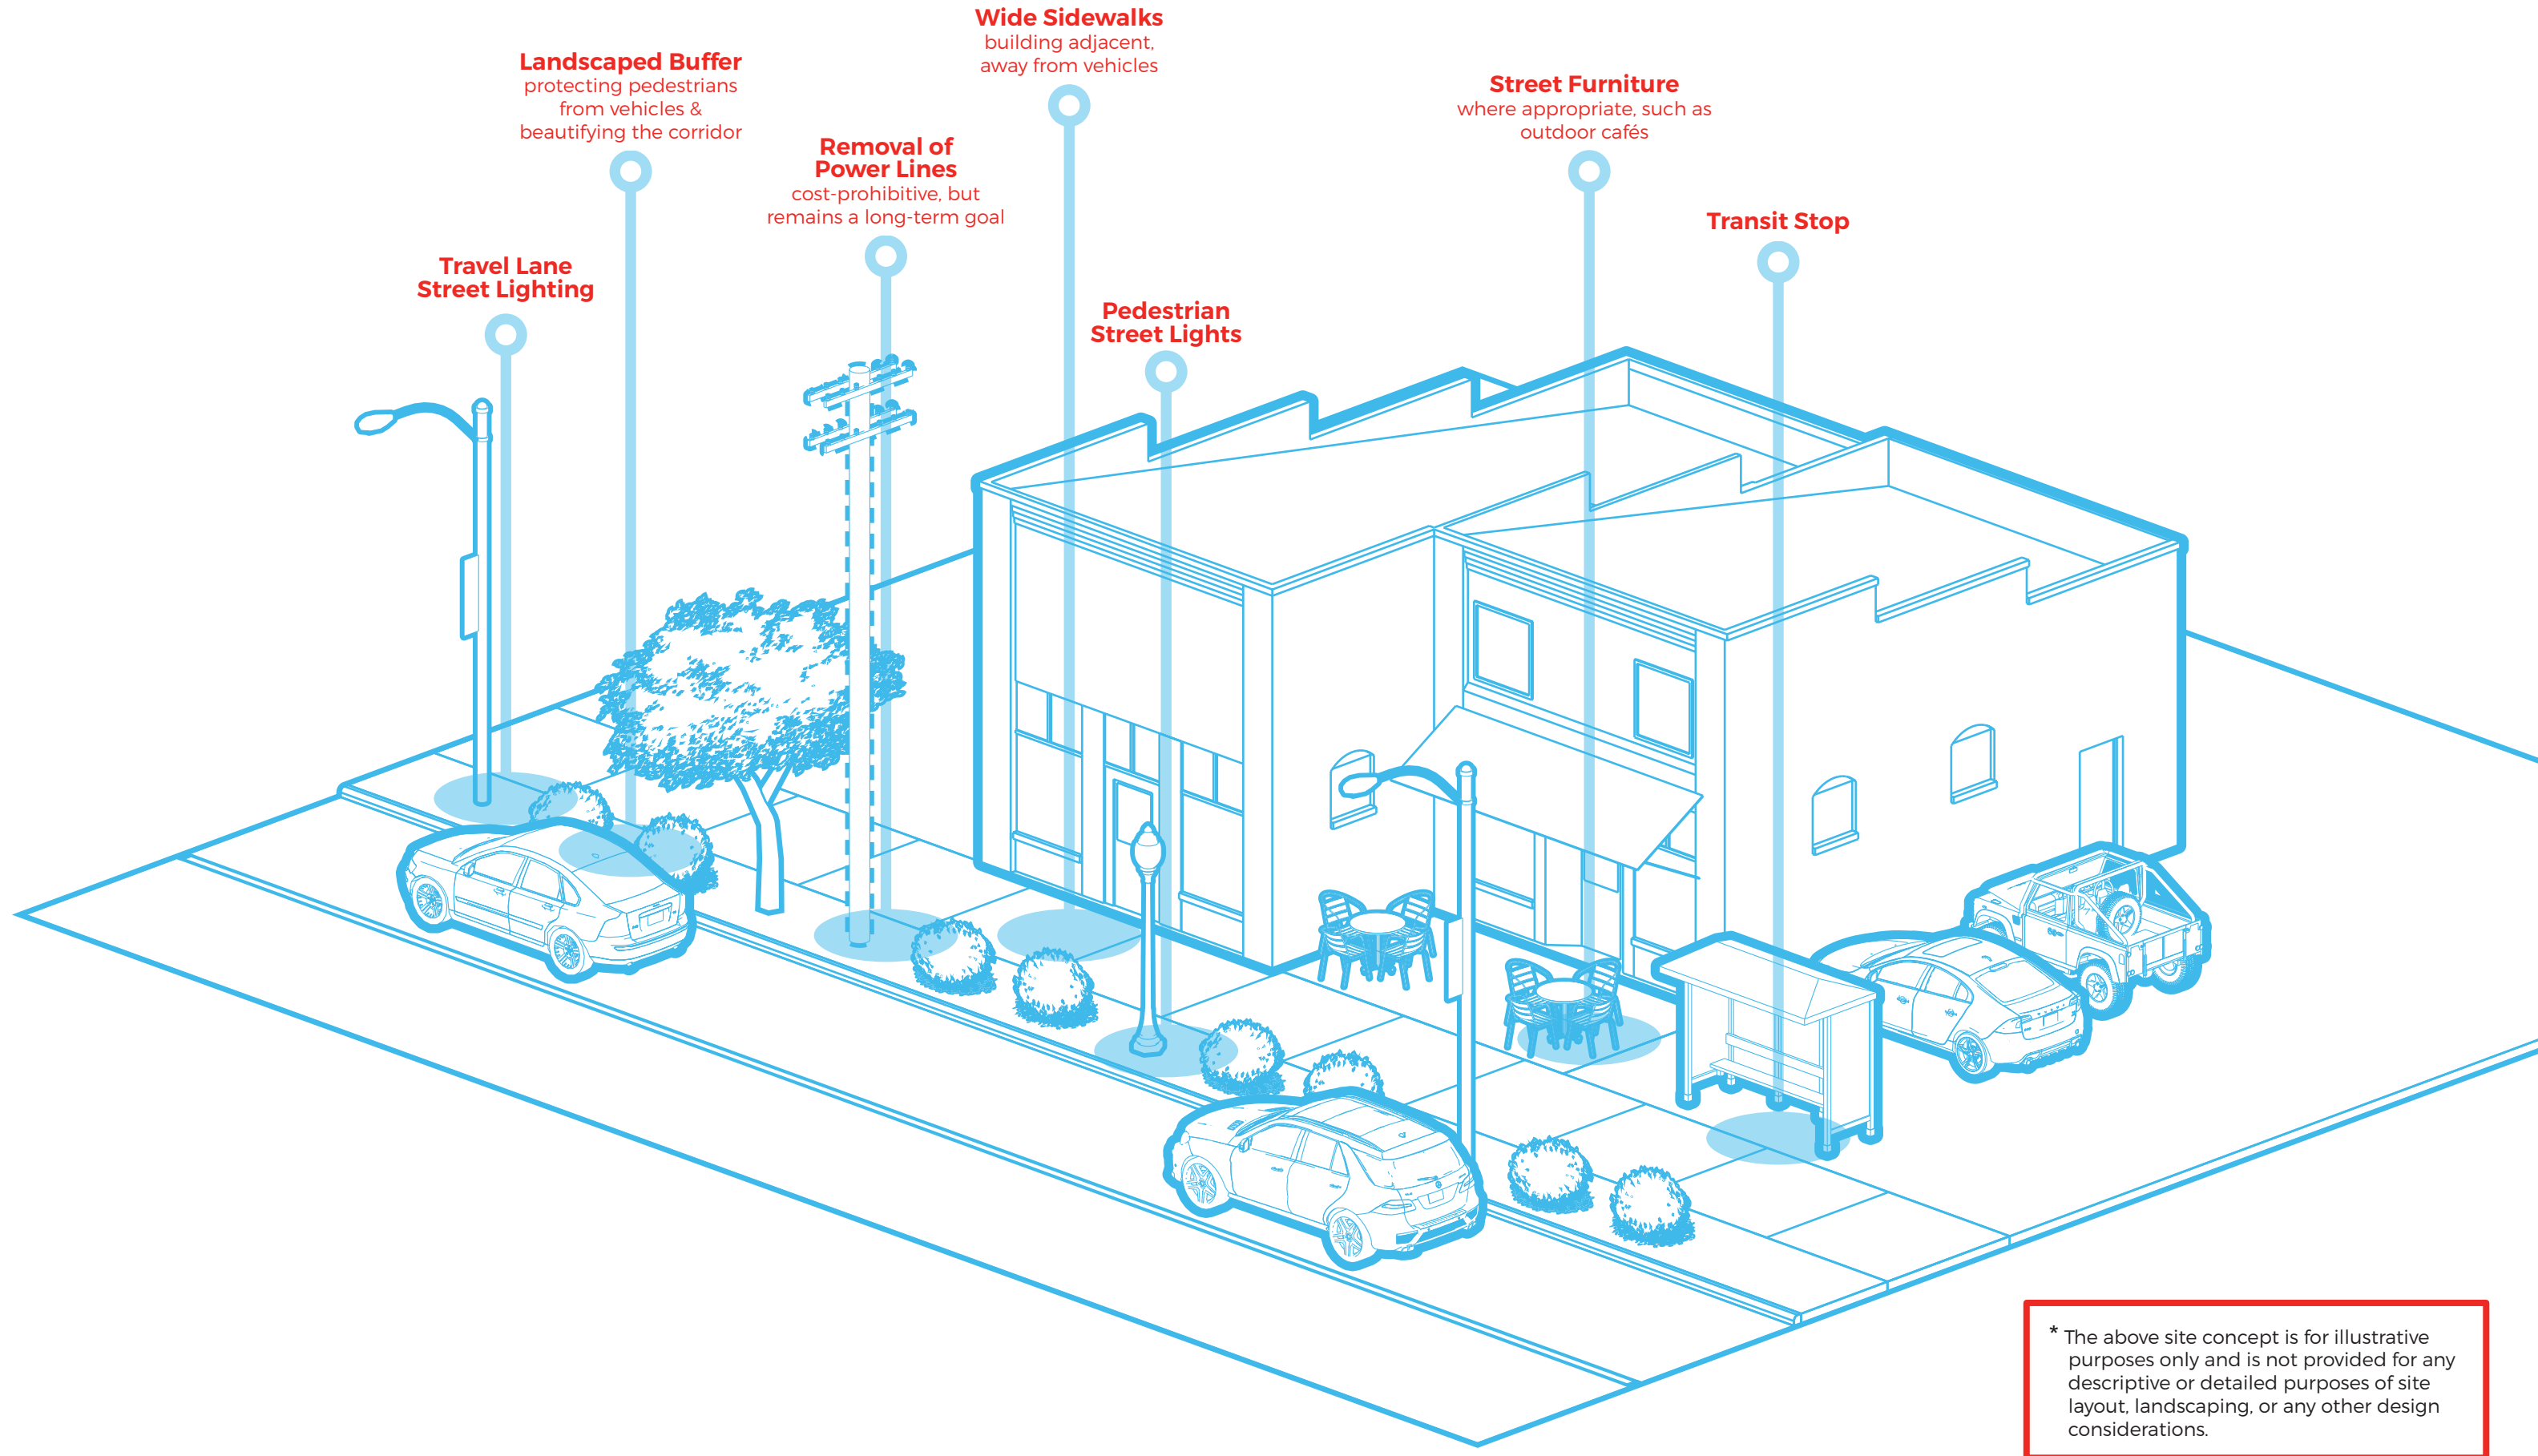 Wide Sidewalks
building adjacent,
away from vehicles
Landscaped Buffer
protecting pedestrians
from vehicles &
beautifying the corridor
Street Furniture
where appropriate, such as
outdoor cafés
Removal of
Power Lines
cost-prohibitive, but
remains a long-term goal
Transit Stop
Travel Lane
Street Lighting
Pedestrian
Street Lights
* The above site concept is for illustrative
purposes only and is not provided for any
descriptive or detailed purposes of site
layout, landscaping, or any other design
considerations.